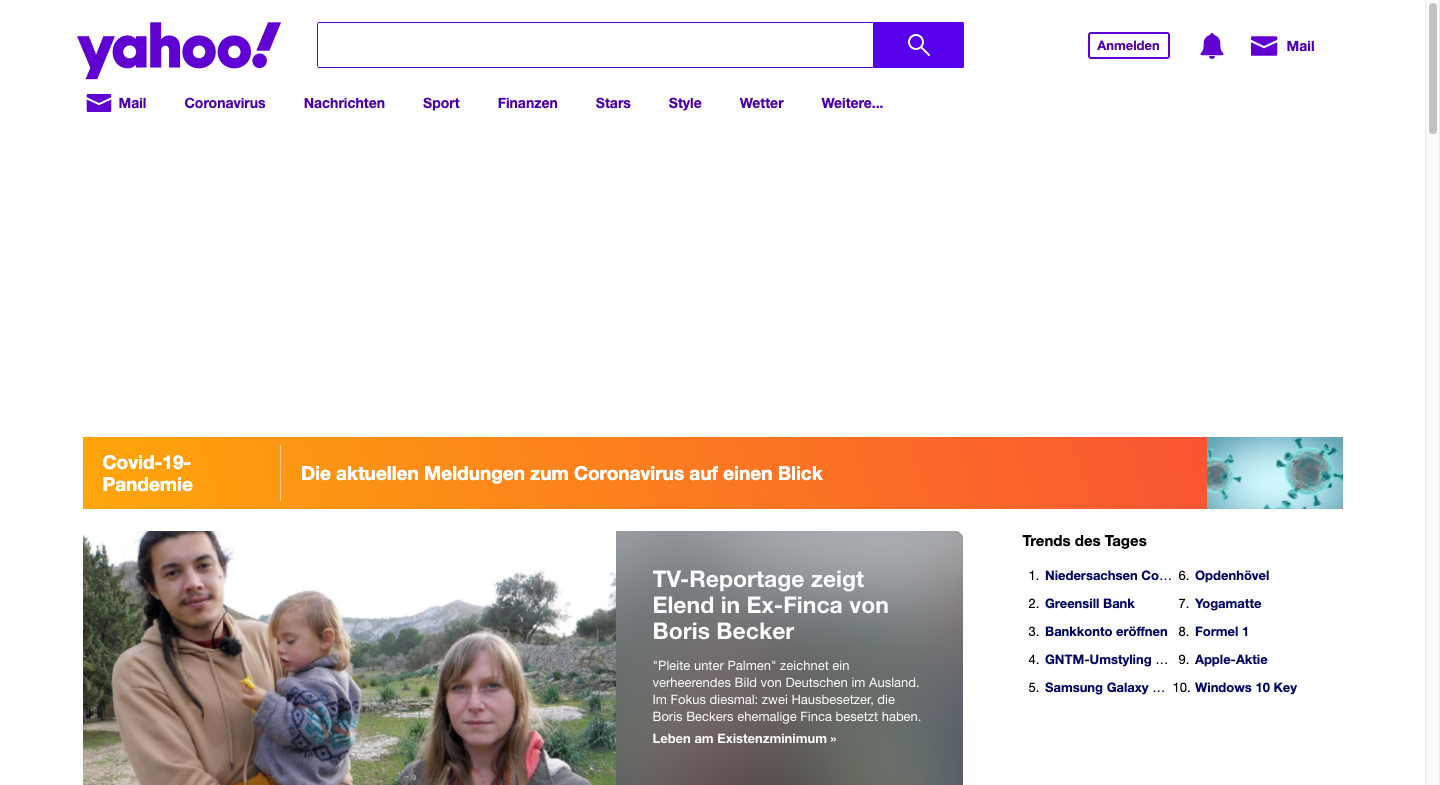 yahoo!
Anmelden
Mail
Mail Coronavirus Nachrichten Sport Finanzen Stars Style Wetter Weitere...
Covid-19-
Pandemie
Die aktuellen Meldungen zum Coronavirus auf einen Blick
TV-Reportage zeigt
Elend in Ex-Finca von
Boris Becker
"Pleite unter Palmen" zeichnet ein
verheerendes Bild von Deutschen im Ausland.
Im Fokus diesmal: zwei Hausbesetzer, die
Boris Beckers ehemalige Finca besetzt haben.
Leben am Existenzminimum »
Trends des Tages
1. Niedersachsen Co...
2. Greensill Bank
3. Bankkonto eröffnen
4. GNTM-Umstyling ...
5. Samsung Galaxy ...
6. Opdenhövel
7. Yogamatte
8. Formel 1
9. Apple-Aktie
10. Windows 10 Key